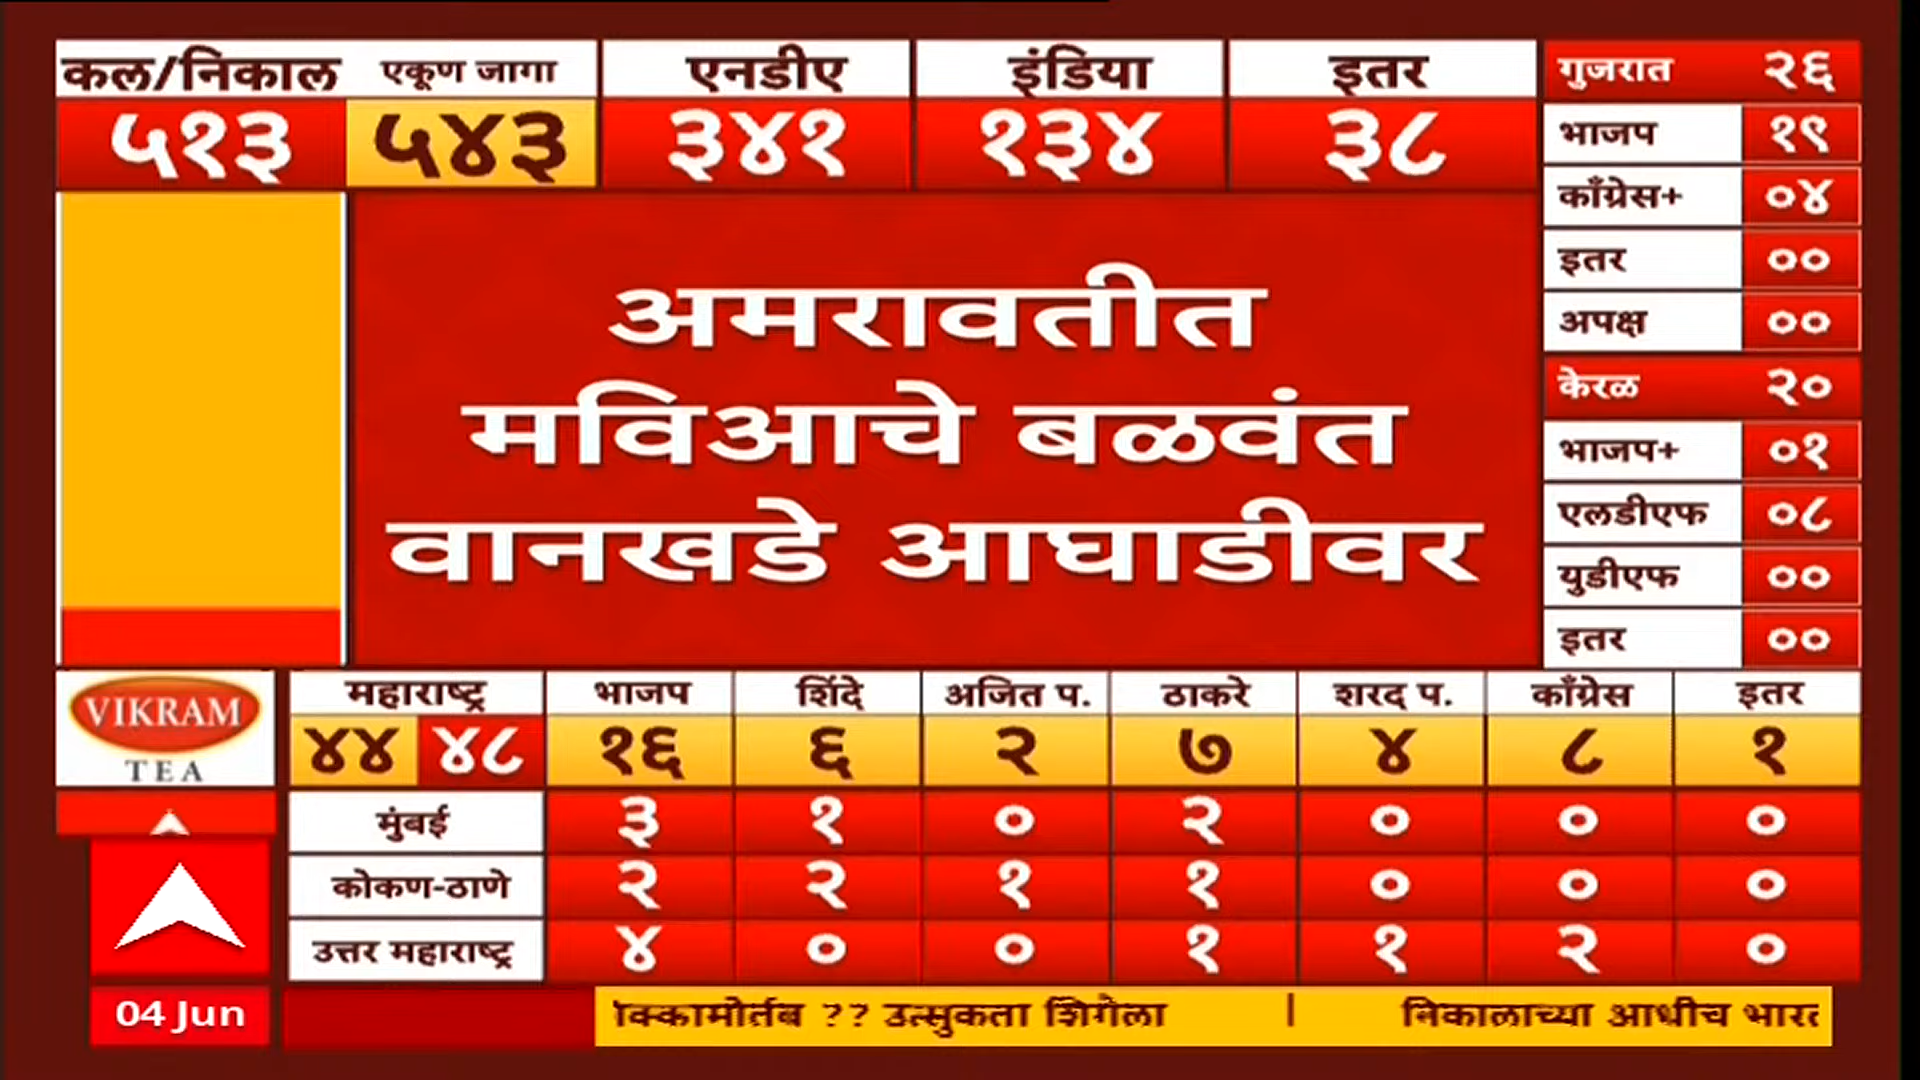 कल/निकाल एकूण जागा एनडीए इंडिया इतर
५१३ ५४३ ३४१ १३४ ३८
अमरावतीत
मविआचे बळवंत
वानखडे आघाडीवर
गुजरात २६
भाजप १९
काँग्रेस+ ०४
इतर ००
अपक्ष ००
केरळ २०
भाजप+ ०१
एलडीएफ ०८
युडीएफ ००
इतर ००
VIKRAM
TEA
महाराष्ट्र भाजप शिंदे अजित प. ठाकरे शरद प. काँग्रेस इतर
४४ ४८ १६ ६ २ ७ ४ ८ १
मुंबई ३ १ ० २ ० ० ०
कोकण-ठाणे २ २ १ १ ० ० ०
उत्तर महाराष्ट्र ४ ० ० १ १ २ ०
04 Jun
?? उत्सुकता शिगेला | निकालाच्या आधीच